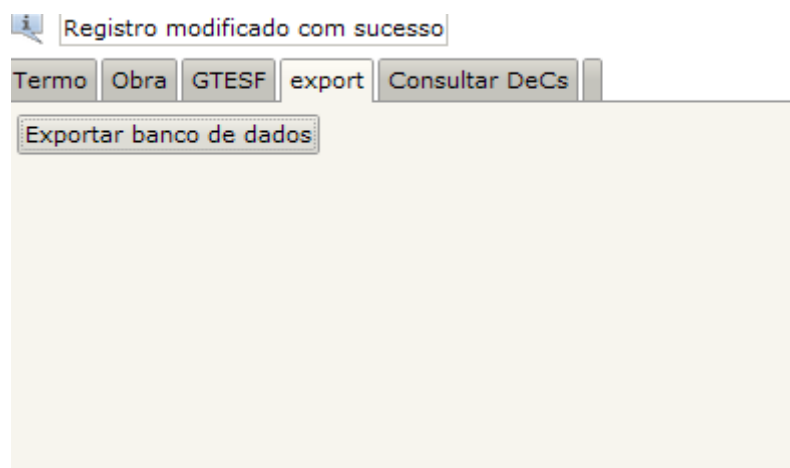 Registro modificado com sucesso
Termo Obra GTESF export Consultar DeCs
Exportar banco de dados